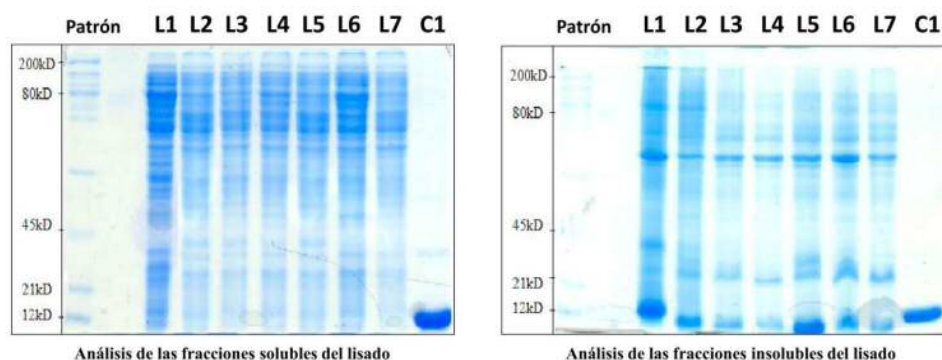 Patrón L1 L2 L3 L4 L5 L6 L7 C1
200kD
80kD
45kD
21kD
12kD
Análisis de las fracciones solubles del lisado
Patrón L1 L2 L3 L4 L5 L6 L7 C1
200kD
80kD
45kD
21kD
12kD
Análisis de las fracciones insolubles del lisado